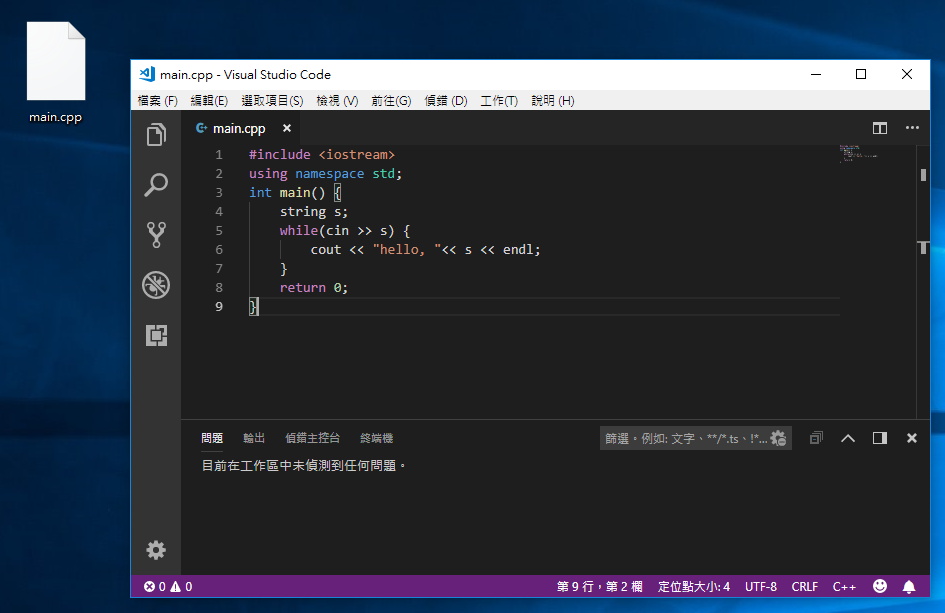 main.cpp
main.cpp - Visual Studio Code
檔案 (F) 編輯(E) 選取項目(S) 檢視 (V) 前往(G) 偵錯 (D) 工作(T) 說明 (H)
main.cpp
1 #include <iostream>
2 using namespace std;
3 int main() {
4 string s;
5 while(cin >> s) {
6 cout << "hello, "<< s << endl;
7 }
8 return 0;
9 }
問題 輸出 偵錯主控台 終端機 篩選。例如: 文字、**/*.ts、!*...
目前在工作區中未偵測到任何問題。
0 0 第 9 行，第 2 欄 定位點大小: 4 UTF-8 CRLF C++